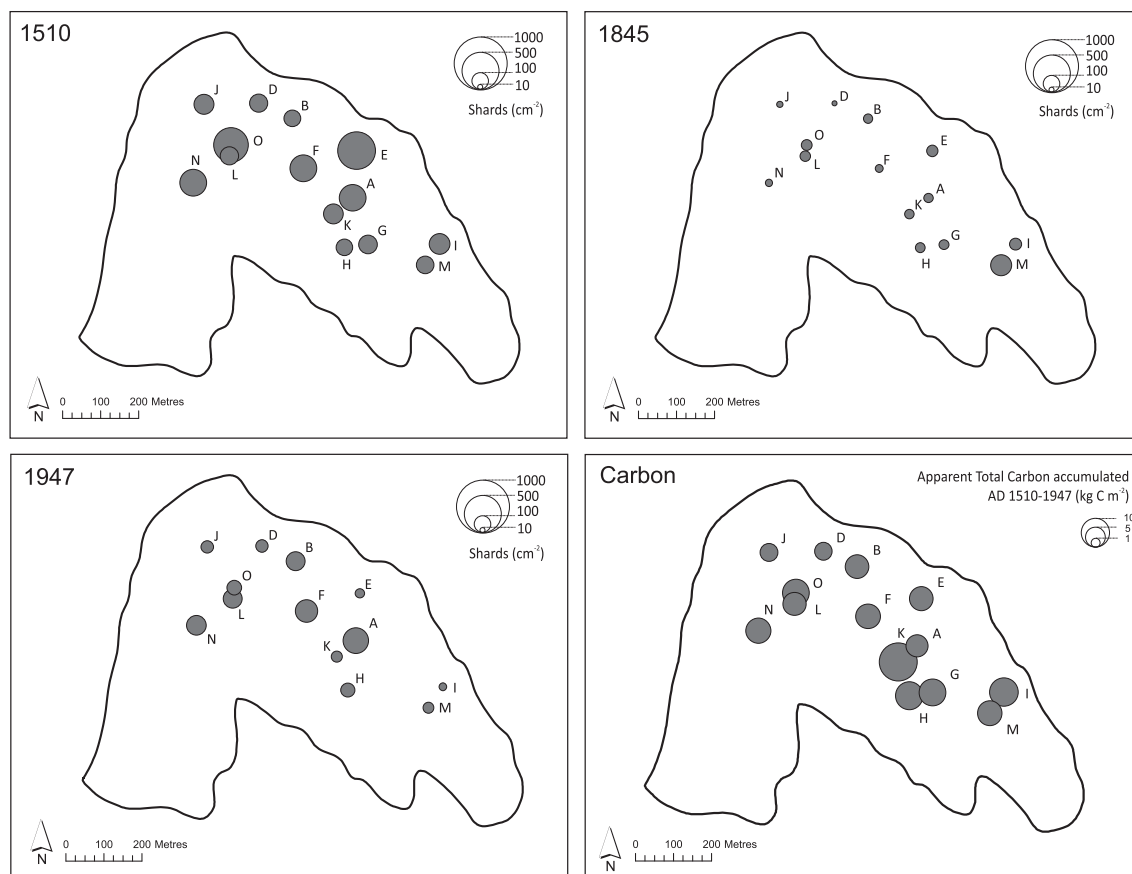 1510
1000
500
100
10
Shards (cm⁻²)
J
D
B
O
L
N
F
E
A
K
G
H
I
M
N
0 100 200 Metres
1845
1000
500
100
10
Shards (cm⁻²)
J
D
B
O
L
N
F
E
A
K
G
H
I
M
N
0 100 200 Metres
1947
1000
500
100
10
Shards (cm⁻²)
J
D
B
O
L
N
F
E
A
K
H
I
M
N
0 100 200 Metres
Carbon
Apparent Total Carbon accumulated
AD 1510-1947 (kg C m⁻²)
10
5
1
J
D
B
O
L
N
F
E
A
K
G
H
I
M
N
0 100 200 Metres